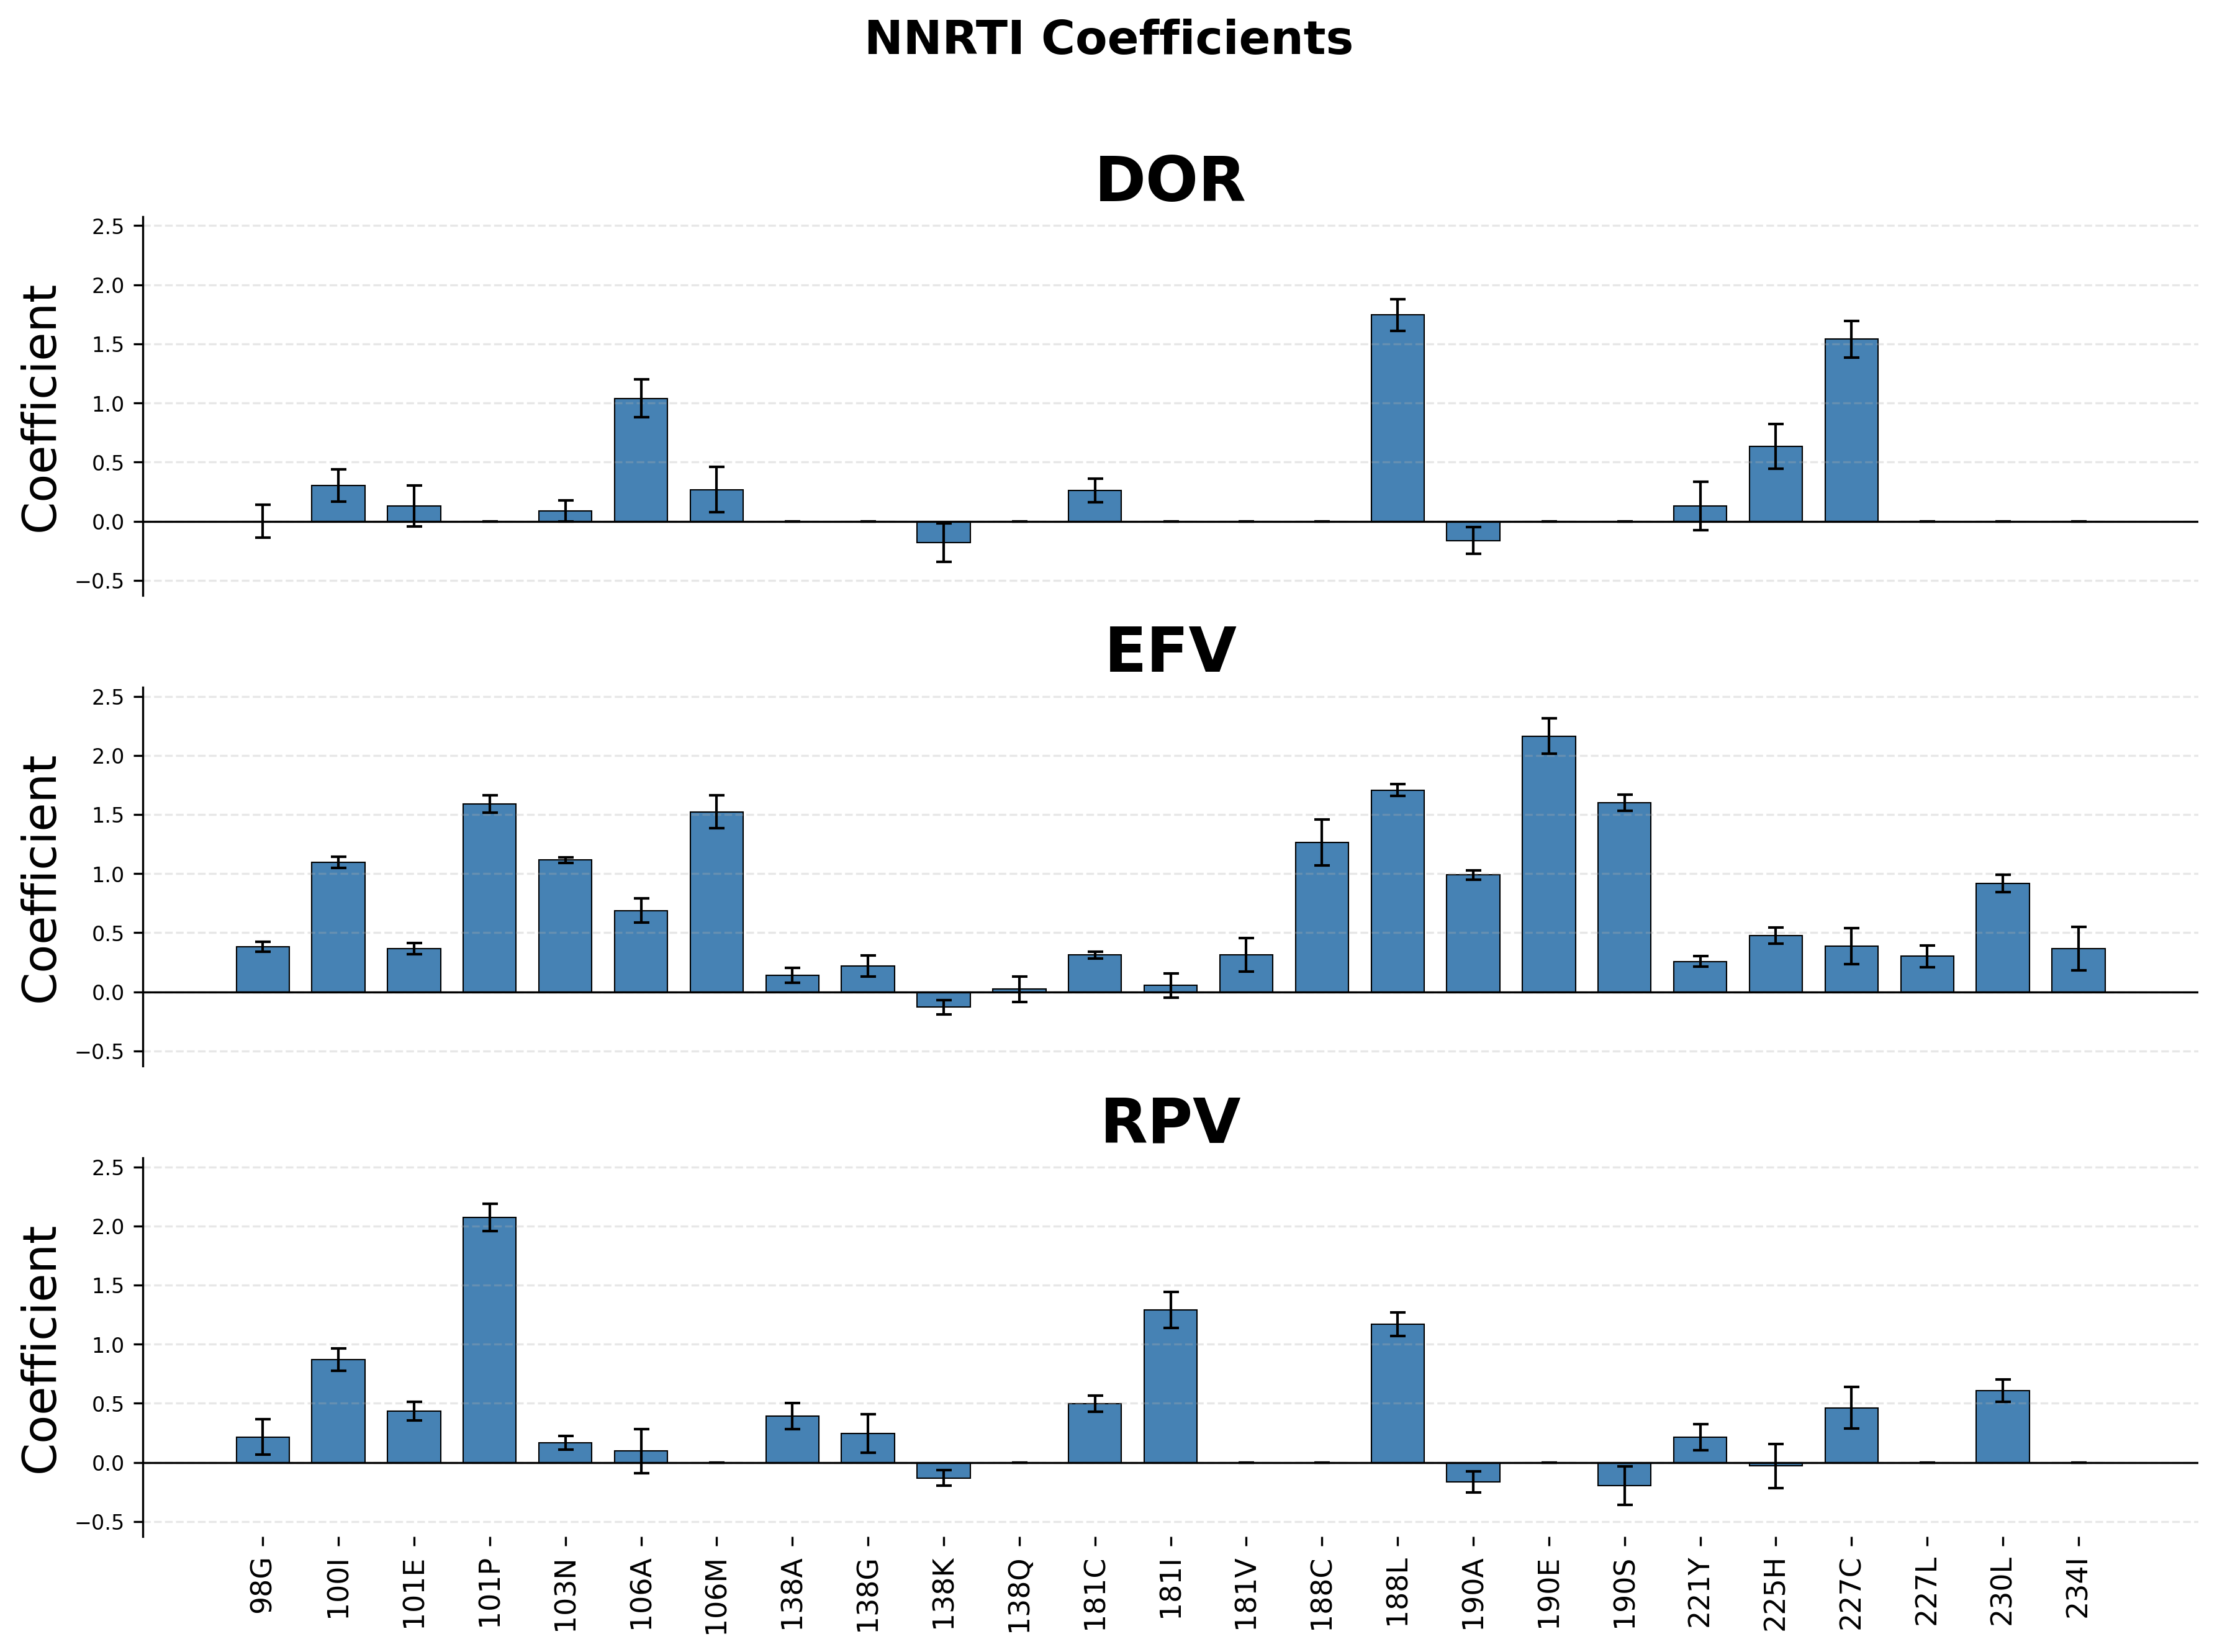 NNRTI Coefficients
DOR
Coefficient
2.5
2.0
1.5
1.0
0.5
0.0
−0.5
EFV
Coefficient
2.5
2.0
1.5
1.0
0.5
0.0
−0.5
RPV
Coefficient
2.5
2.0
1.5
1.0
0.5
0.0
−0.5
98G
100I
101E
101P
103N
106A
106M
138A
138G
138K
138Q
181C
181I
181V
188C
188L
190A
190E
190S
221Y
225H
227C
227L
230L
234I